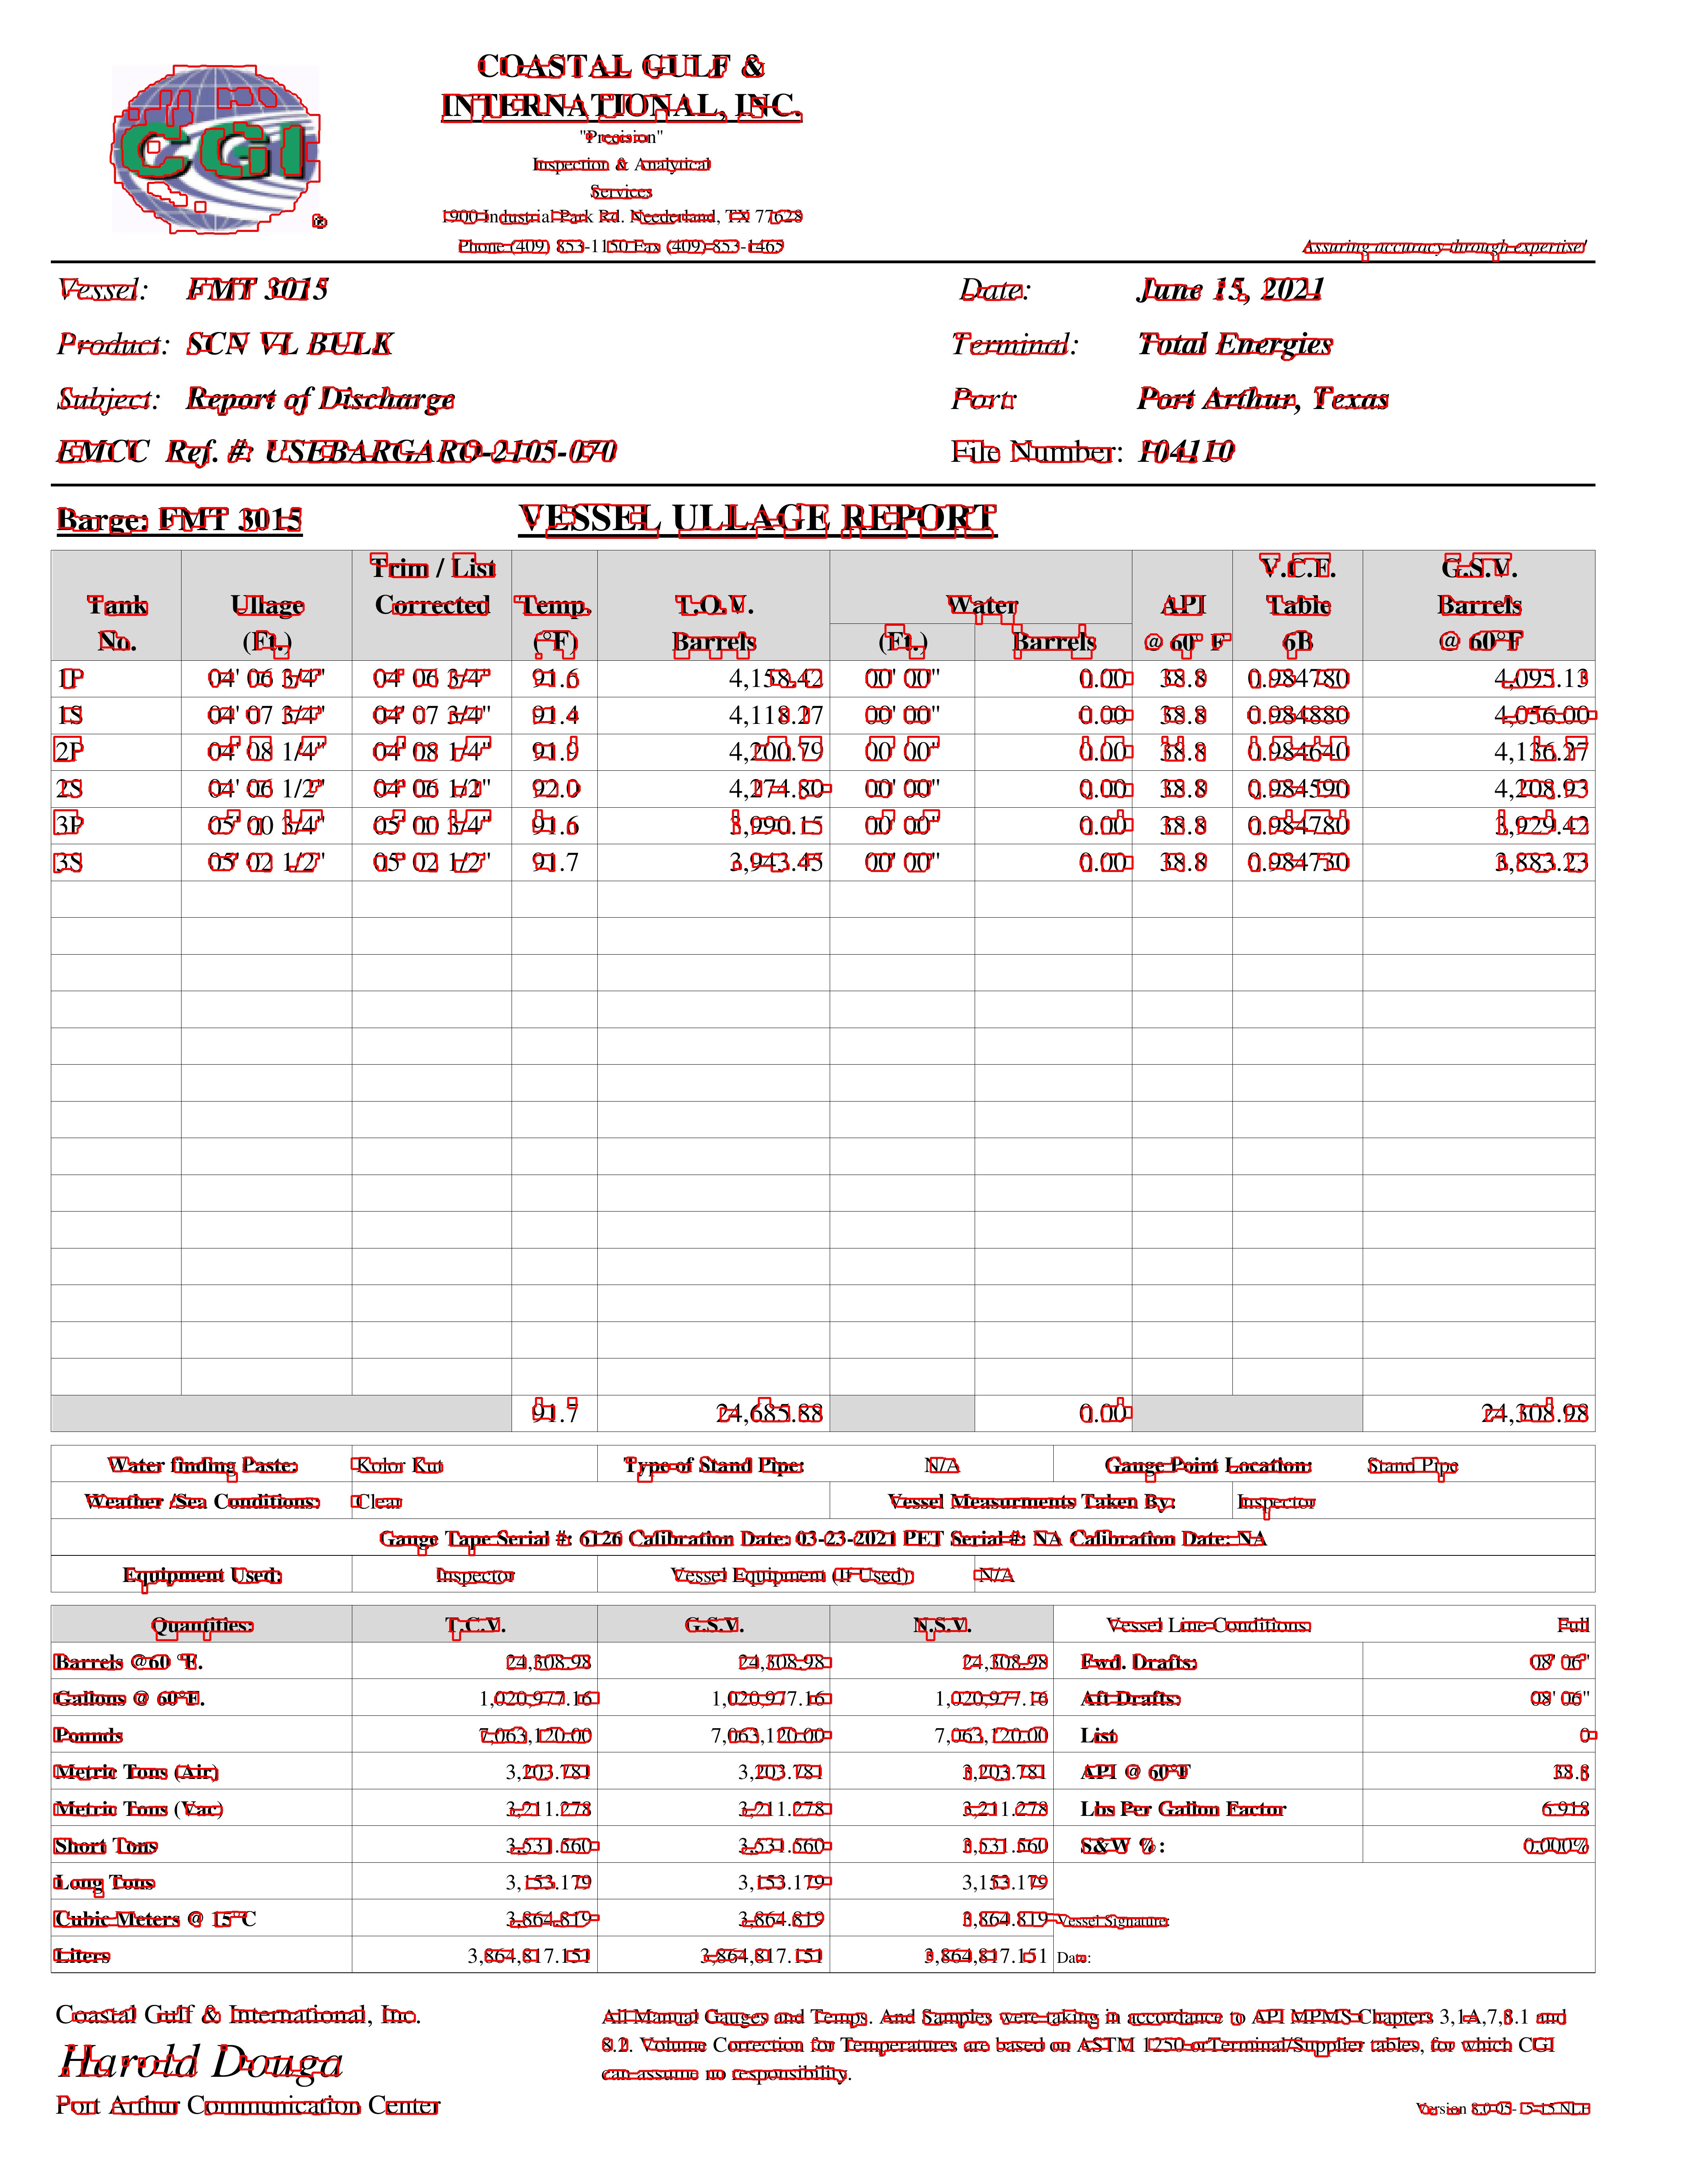 COASTAL GULF &
INTERNATIONAL, INC.
"Precision"
Inspection & Analytical
Services
1900 Industrial Park Rd. Neederland, TX 77628
Phone (409) 853-1150 Fax (409) 853-1465
Assuring accuracy through expertise!
CGI ®
Vessel: FMT 3015 Date: June 15, 2021
Product: SCN VL BULK Terminal: Total Energies
Subject: Report of Discharge Port: Port Arthur, Texas
EMCC Ref. #: USEBARGARO-2105-070 File Number: 104110
Barge: FMT 3015 VESSEL ULLAGE REPORT
Trim / List V.C.F. G.S.V.
Tank Ullage Corrected Temp. T.O.V. Water API Table Barrels
No. (Ft.) (°F) Barrels (Ft.) Barrels @ 60° F 6B @ 60°F
1P 04' 06 3/4" 04' 06 3/4" 91.6 4,158.42 00' 00" 0.00 38.8 0.984780 4,095.13
1S 04' 07 3/4" 04' 07 3/4" 91.4 4,118.27 00' 00" 0.00 38.8 0.984880 4,056.00
2P 04' 08 1/4" 04' 08 1/4" 91.9 4,200.79 00' 00" 0.00 38.8 0.984640 4,136.27
2S 04' 06 1/2" 04' 06 1/2" 92.0 4,274.80 00' 00" 0.00 38.8 0.984590 4,208.93
3P 05' 00 3/4" 05' 00 3/4" 91.6 3,990.15 00' 00" 0.00 38.8 0.984780 3,929.42
3S 05' 02 1/2" 05' 02 1/2" 91.7 3,943.45 00' 00" 0.00 38.8 0.984730 3,883.23
91.7 24,685.88 0.00 24,308.98
Water finding Paste: Kolor Kut Type of Stand Pipe: N/A Gauge Point Location: Stand Pipe
Weather /Sea Conditions: Clear Vessel Measurments Taken By: Inspector
Gauge Tape Serial #: 6126 Calibration Date: 03-23-2021 PET Serial #: NA Calibration Date: NA
Equipment Used: Inspector Vessel Equipment (If Used) N/A
Quantities: T.C.V. G.S.V. N.S.V. Vessel Line Conditions: Full
Barrels @60 °F. 24,308.98 24,308.98 24,308.98 Fwd. Drafts: 08' 06"
Gallons @ 60°F. 1,020,977.16 1,020,977.16 1,020,977.16 Aft Drafts: 08' 06"
Pounds 7,063,120.00 7,063,120.00 7,063,120.00 List 0
Metric Tons (Air) 3,203.781 3,203.781 3,203.781 API @ 60°F 38.8
Metric Tons (Vac) 3,211.278 3,211.278 3,211.278 Lbs Per Gallon Factor 6.918
Short Tons 3,531.560 3,531.560 3,531.560 S&W %: 0.000%
Long Tons 3,153.179 3,153.179 3,153.179
Cubic Meters @ 15°C 3,864.819 3,864.819 3,864.819 Vessel Signature:
Liters 3,864,817.151 3,864,817.151 3,864,817.151 Date:
Coastal Gulf & International, Inc.
Harold Douga
Port Arthur Communication Center
All Manual Gauges and Temps. And Samples were taking in accordance to API MPMS Chapters 3,1A,7,8.1 and
8.2. Volume Correction for Temperatures are based on ASTM 1250 orTerminal/Supplier tables, for which CGI
can assume no responsibility.
Version 8.0 05-15-15 NLF